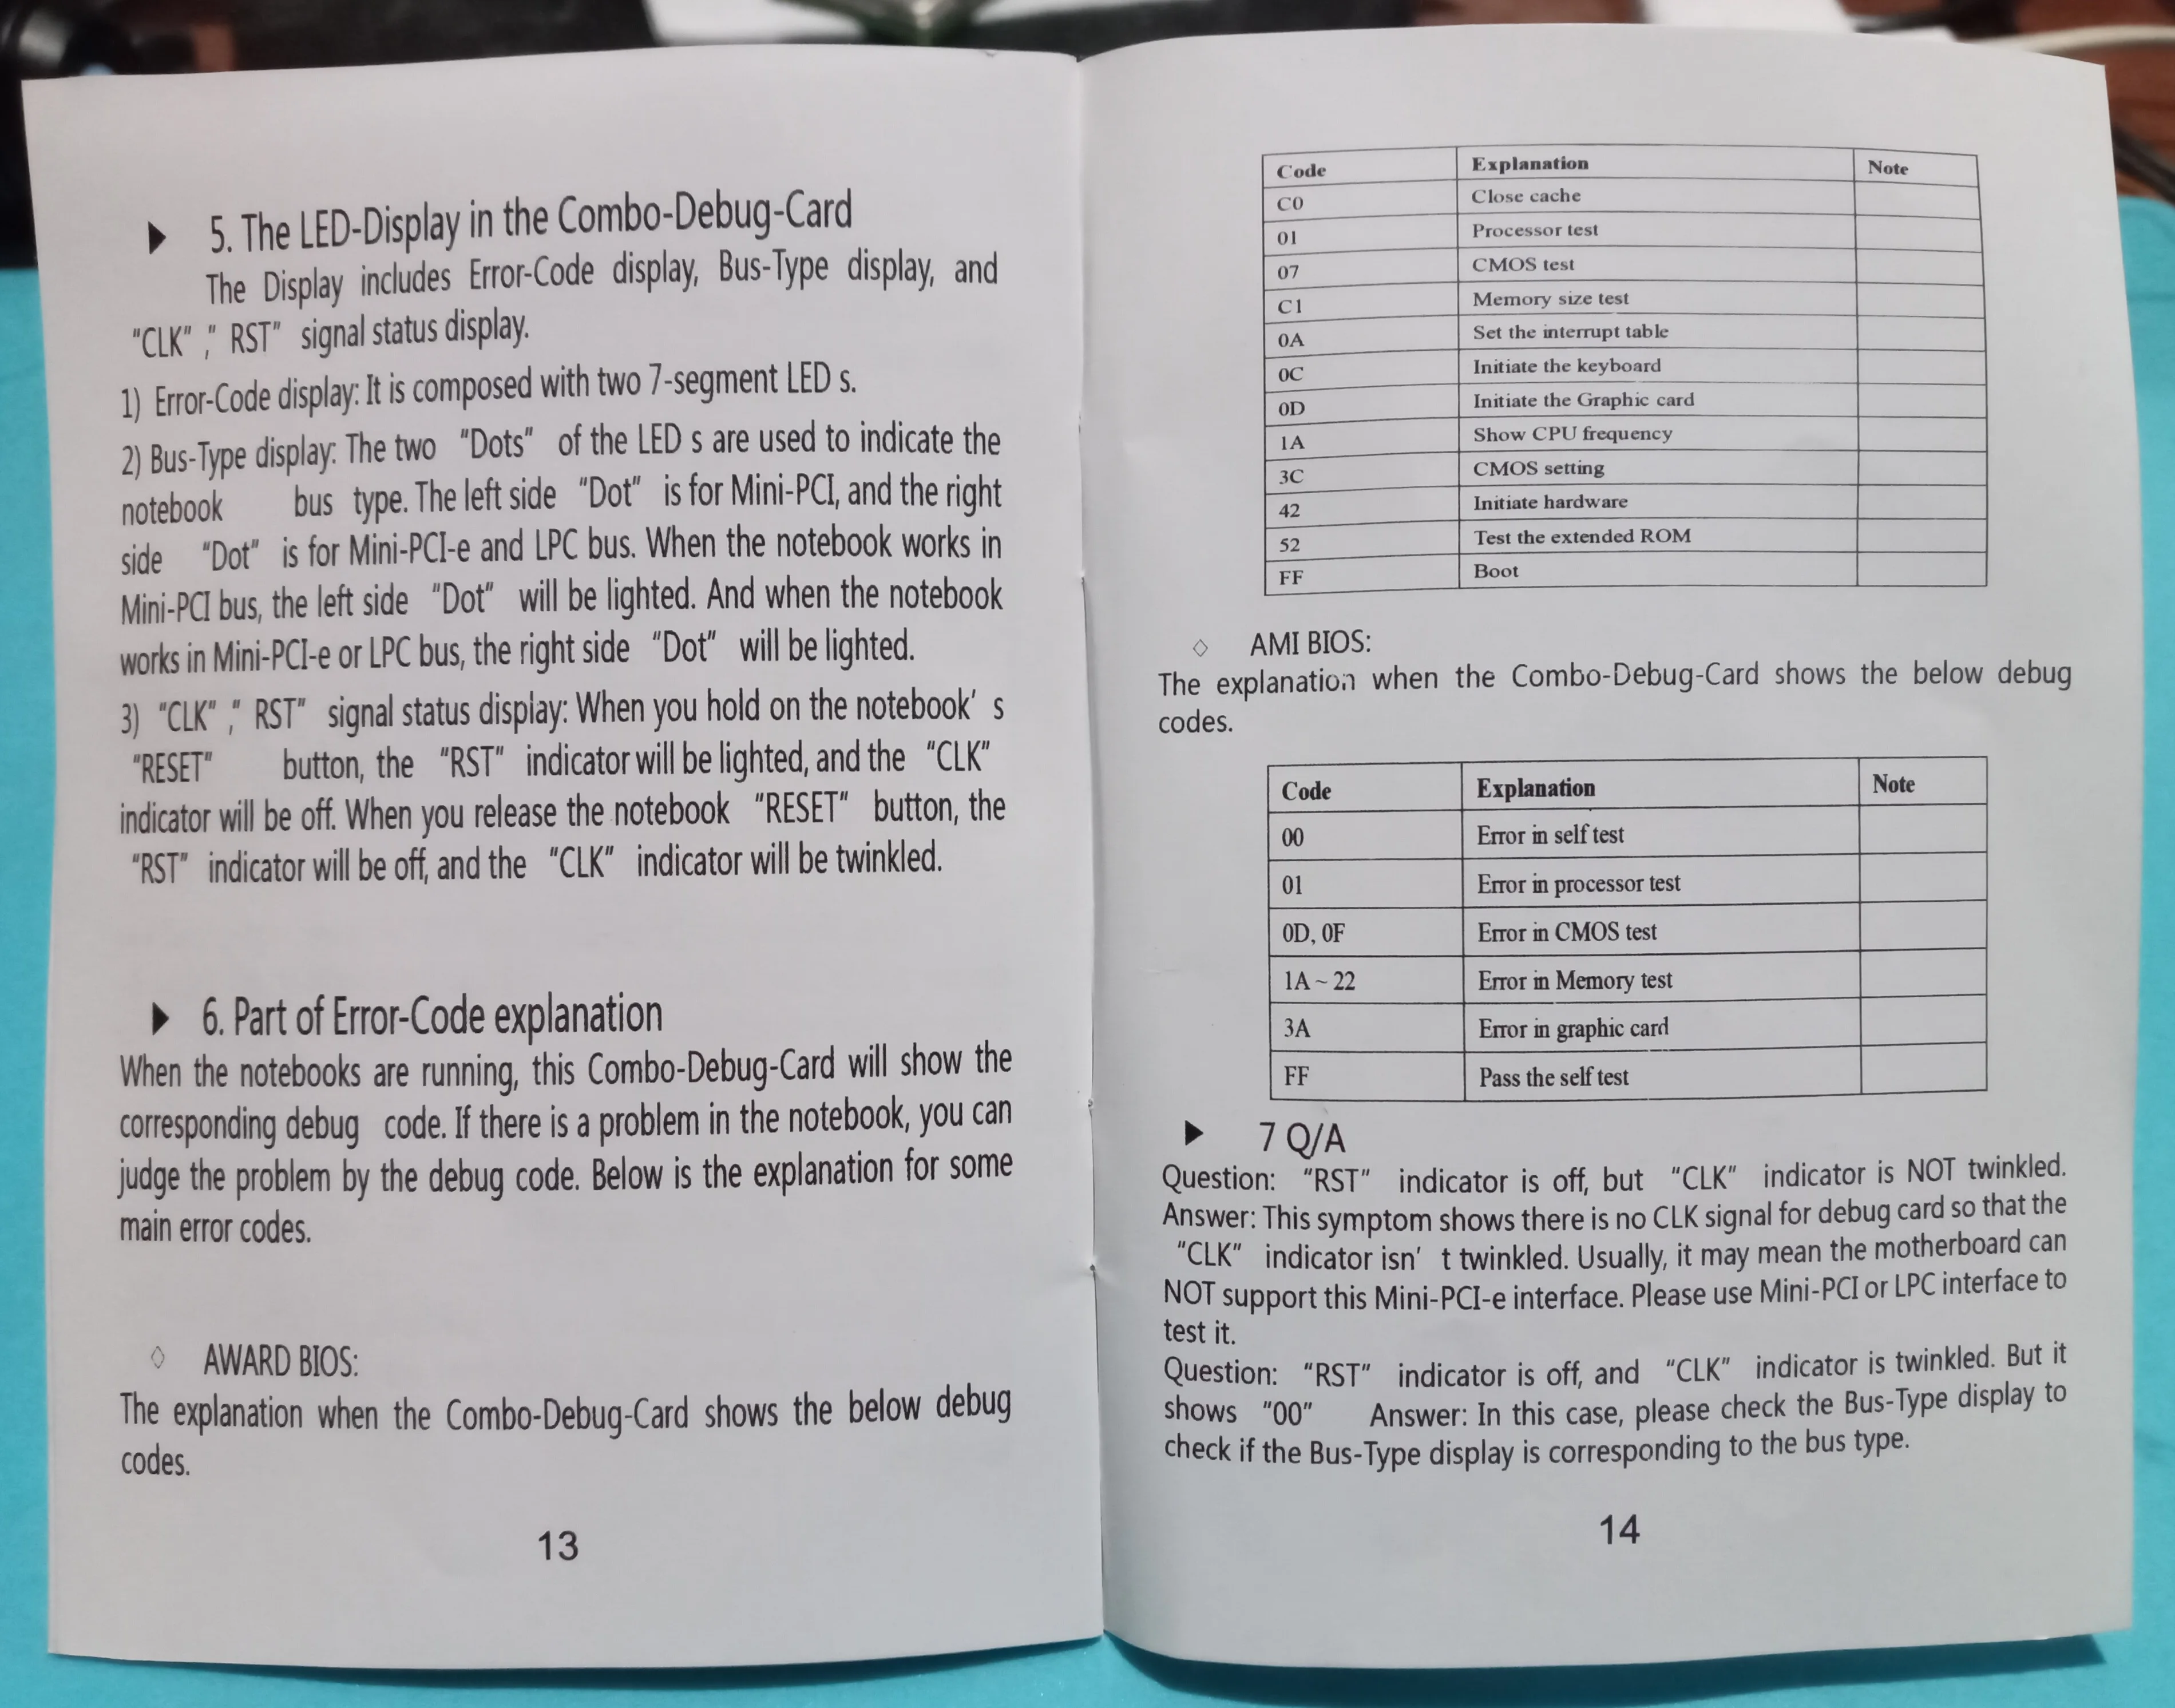 ▶ 5. The LED-Display in the Combo-Debug-Card
The Display includes Error-Code display, Bus-Type display, and
“CLK” ,” RST” signal status display.
1) Error-Code display: It is composed with two 7-segment LED s.
2) Bus-Type display: The two “Dots” of the LED s are used to indicate the
notebook bus type. The left side “Dot” is for Mini-PCI, and the right
side “Dot” is for Mini-PCI-e and LPC bus. When the notebook works in
Mini-PCI bus, the left side “Dot” will be lighted. And when the notebook
works in Mini-PCI-e or LPC bus, the right side “Dot” will be lighted.
3) “CLK” ,” RST” signal status display: When you hold on the notebook’ s
“RESET” button, the “RST” indicator will be lighted, and the “CLK”
indicator will be off. When you release the notebook “RESET” button, the
“RST” indicator will be off, and the “CLK” indicator will be twinkled.
▶ 6. Part of Error-Code explanation
When the notebooks are running, this Combo-Debug-Card will show the
corresponding debug code. If there is a problem in the notebook, you can
judge the problem by the debug code. Below is the explanation for some
main error codes.
◇ AWARD BIOS:
The explanation when the Combo-Debug-Card shows the below debug
codes.
13
Code Explanation Note
C0 Close cache
01 Processor test
07 CMOS test
C1 Memory size test
0A Set the interrupt table
0C Initiate the keyboard
0D Initiate the Graphic card
1A Show CPU frequency
3C CMOS setting
42 Initiate hardware
52 Test the extended ROM
FF Boot
◇ AMI BIOS:
The explanation when the Combo-Debug-Card shows the below debug
codes.
Code Explanation Note
00 Error in self test
01 Error in processor test
0D, 0F Error in CMOS test
1A ~ 22 Error in Memory test
3A Error in graphic card
FF Pass the self test
▶ 7 Q/A
Question: “RST” indicator is off, but “CLK” indicator is NOT twinkled.
Answer: This symptom shows there is no CLK signal for debug card so that the
“CLK” indicator isn’ t twinkled. Usually, it may mean the motherboard can
NOT support this Mini-PCI-e interface. Please use Mini-PCI or LPC interface to
test it.
Question: “RST” indicator is off, and “CLK” indicator is twinkled. But it
shows “00” Answer: In this case, please check the Bus-Type display to
check if the Bus-Type display is corresponding to the bus type.
14